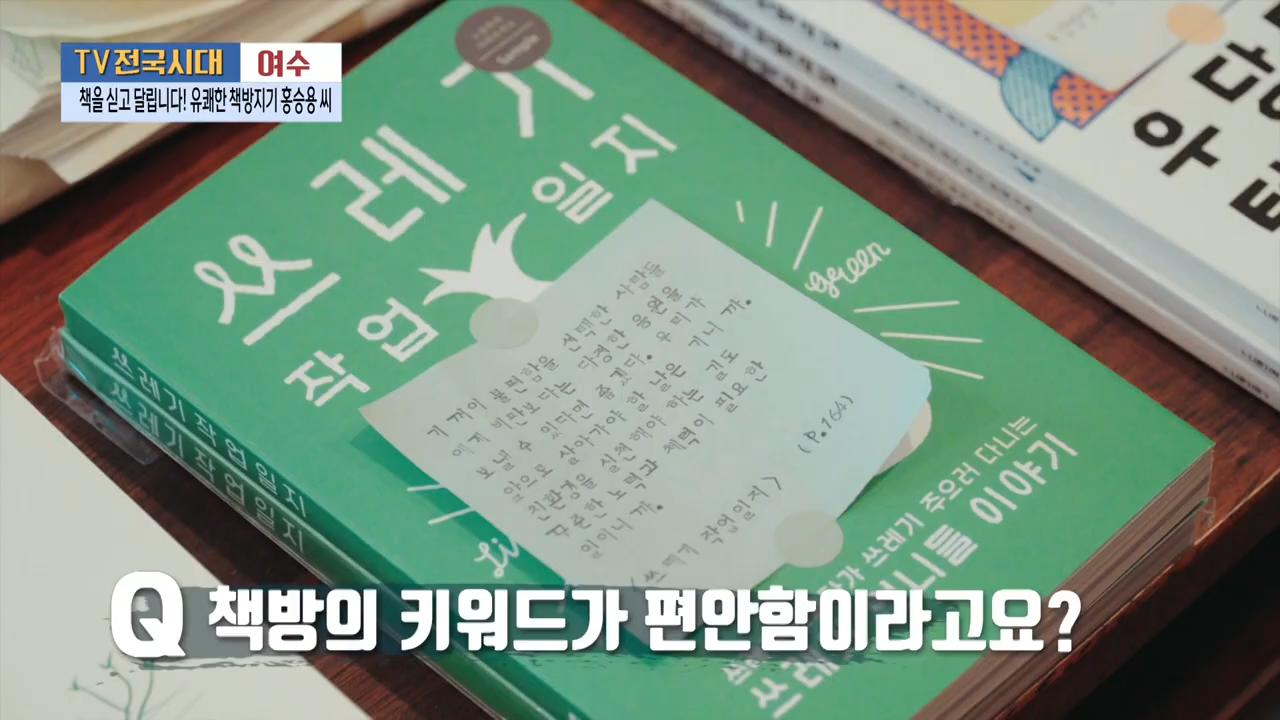 TV전국시대 여수
책을 싣고 달립니다! 유쾌한 책방지기 홍승용 씨
Simple
쓰레기
작업일지
green
기꺼이 불편함을 선택한 사람들
에게 비판보다는 다정한 응원을
보낼 수 있다면 좋겠다. 우리가
앞으로 살아가야 할 삶은 기니까.
친환경을 실천해야 하는 길도
꾸준한 노력과 체력이 필요한
일이니까.
<쓰레기 작업일지> (P.164)
쓰레기 주으러 다니는
이야기
쓰레기작업일지
쓰레기작업일지
아
Q 책방의 키워드가 편안함이라고요?